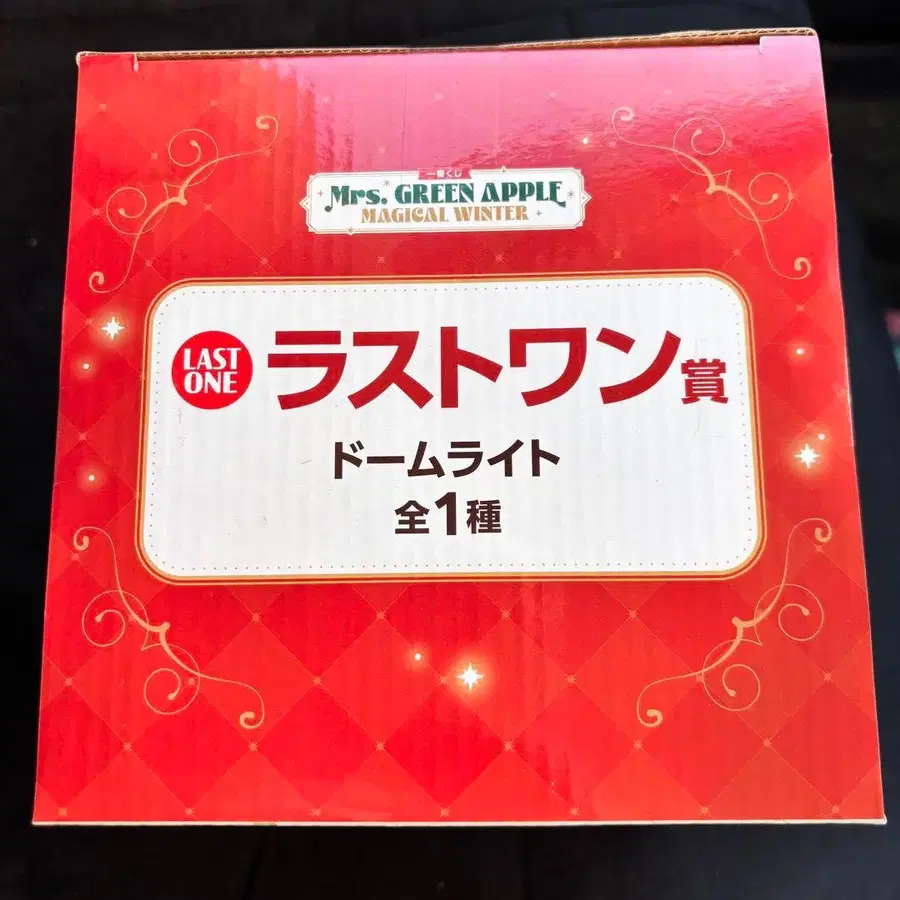 一番くじ
Mrs. GREEN APPLE
MAGICAL WINTER
LAST
ONE
ラストワン賞
ドームライト
全1種